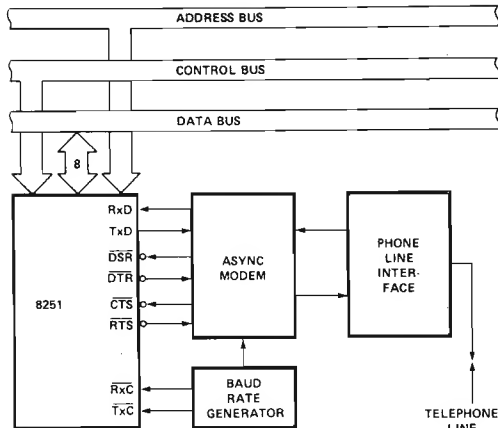 ADDRESS BUS
CONTROL BUS
DATA BUS
8
8251
RxD
TxD
DSR
DTR
CTS
RTS
RxC
TxC
ASYNC
MODEM
BAUD
RATE
GENERATOR
PHONE
LINE
INTER-
FACE
TELEPHONE
LINE